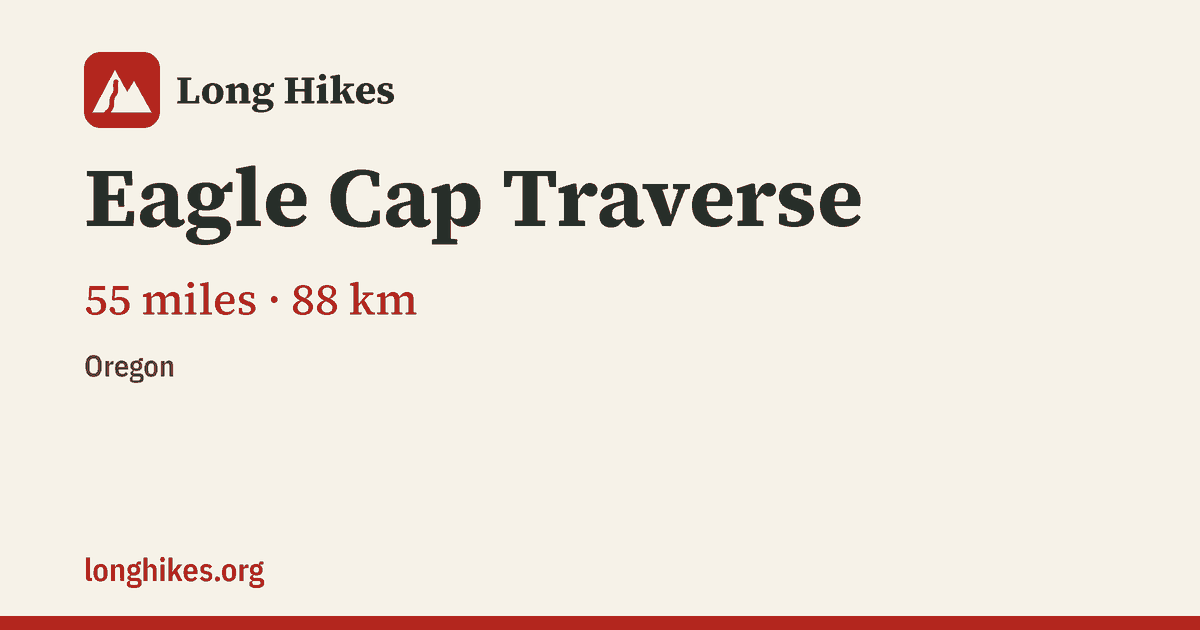 Long Hikes
Eagle Cap Traverse
55 miles · 88 km
Oregon
longhikes.org